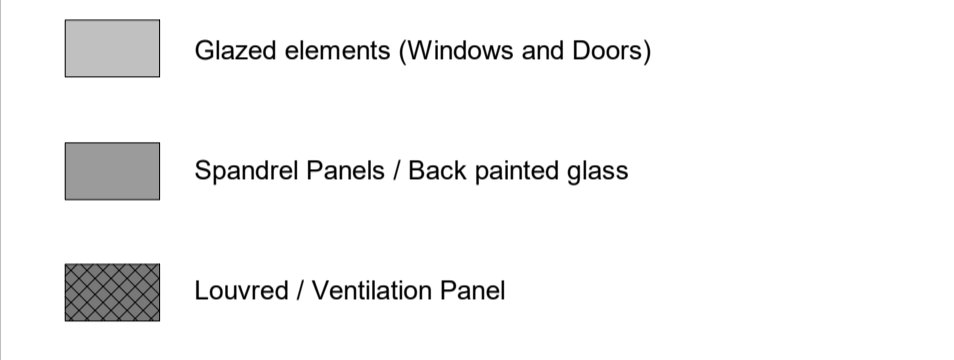 Glazed elements (Windows and Doors)
Spandrel Panels / Back painted glass
Louvred / Ventilation Panel